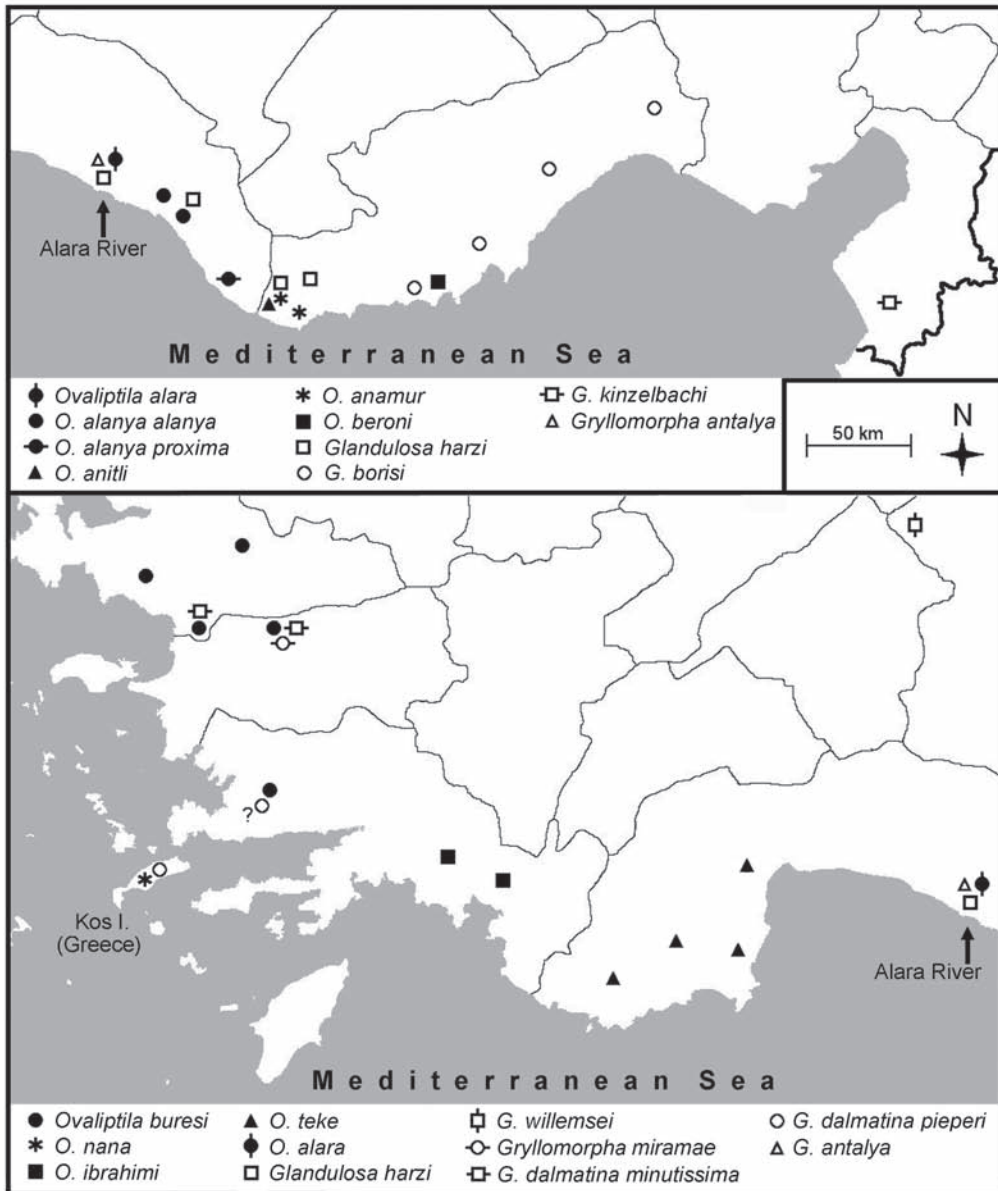 Alara River
Mediterranean Sea
Ovaliptila alara
O. alanya alanya
O. alanya proxima
O. anitli
O. anamur
O. beroni
Glandulosa harzi
G. borisi
G. kinzelbachi
Gryllomorpha antalya
50 km
N
?
Kos I.
(Greece)
Alara River
Mediterranean Sea
Ovaliptila buresi
O. nana
O. ibrahimi
O. teke
O. alara
Glandulosa harzi
G. willemsei
Gryllomorpha miramae
G. dalmatina minutissima
G. dalmatina pieperi
G. antalya